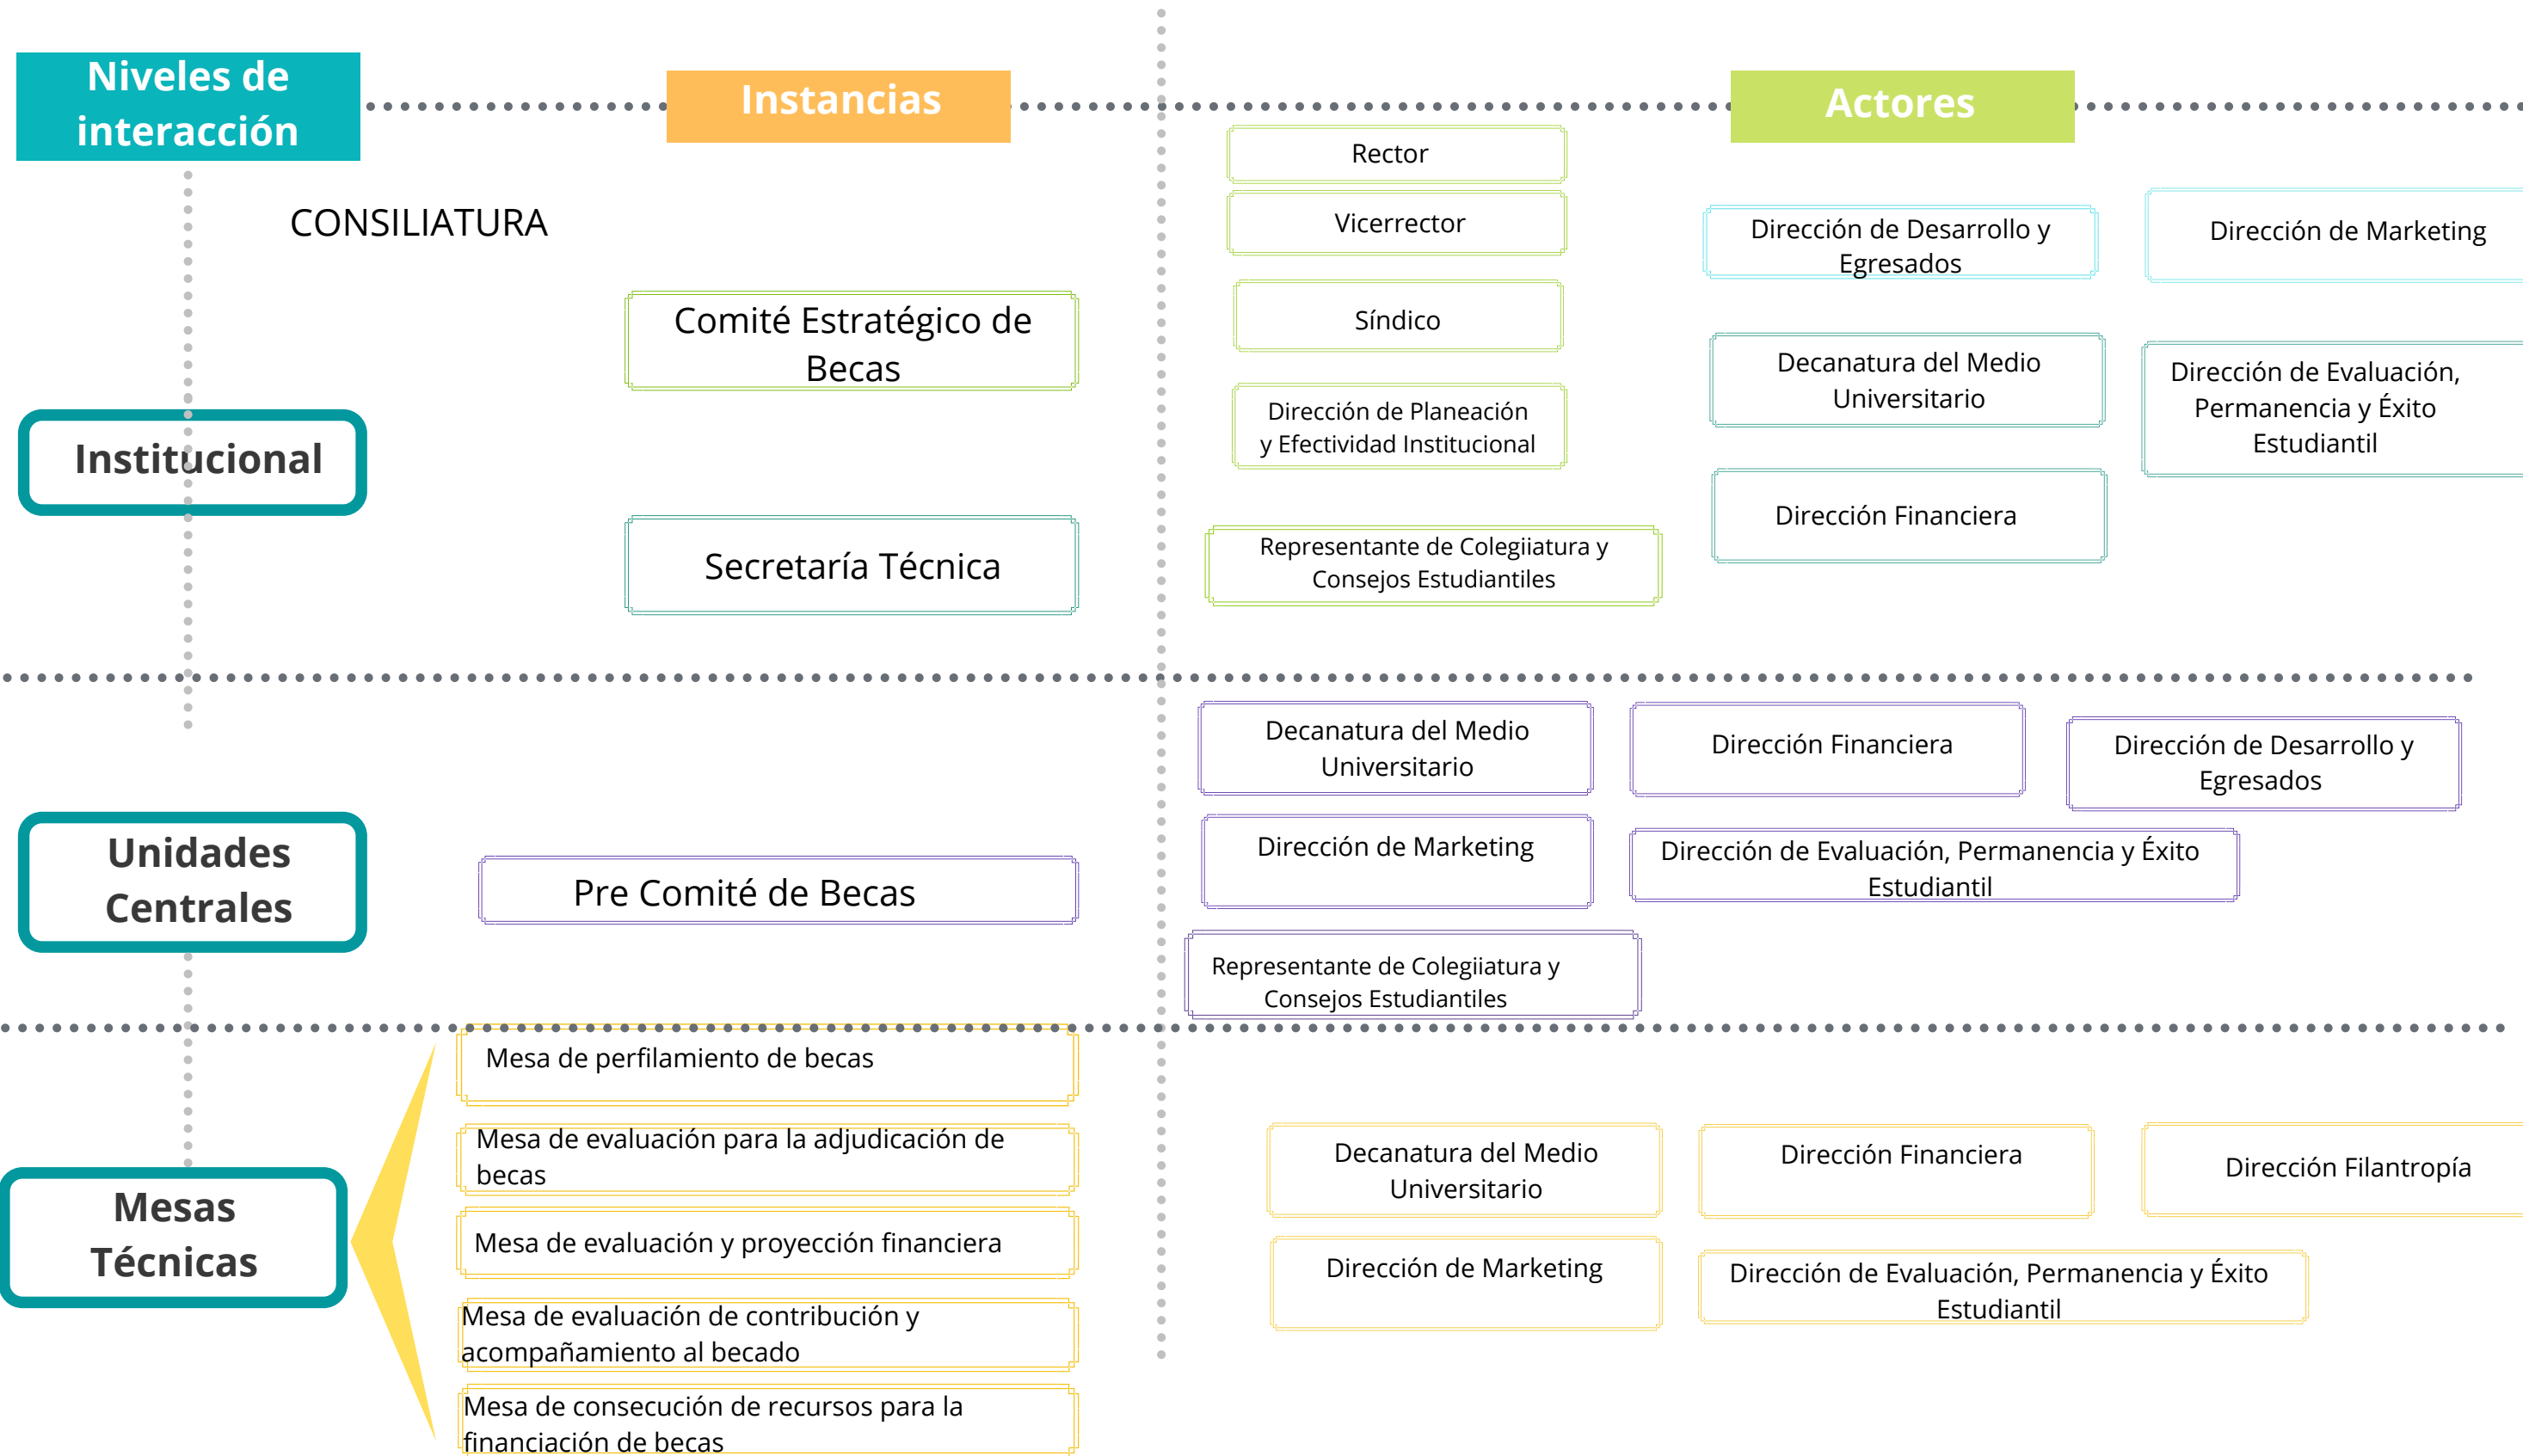 Niveles de
interacción
Instancias
Actores
CONSILIATURA
Comité Estratégico de
Becas
Institucional
Secretaría Técnica
Rector
Vicerrector
Síndico
Dirección de Planeación
y Efectividad Institucional
Representante de Colegiiatura y
Consejos Estudiantiles
Dirección de Desarrollo y
Egresados
Dirección de Marketing
Decanatura del Medio
Universitario
Dirección de Evaluación,
Permanencia y Éxito
Estudiantil
Dirección Financiera
Unidades
Centrales
Pre Comité de Becas
Decanatura del Medio
Universitario
Dirección Financiera
Dirección de Desarrollo y
Egresados
Dirección de Marketing
Dirección de Evaluación, Permanencia y Éxito
Estudiantil
Representante de Colegiiatura y
Consejos Estudiantiles
Mesas
Técnicas
Mesa de perfilamiento de becas
Mesa de evaluación para la adjudicación de
becas
Mesa de evaluación y proyección financiera
Mesa de evaluación de contribución y
acompañamiento al becado
Mesa de consecución de recursos para la
financiación de becas
Decanatura del Medio
Universitario
Dirección Financiera
Dirección Filantropía
Dirección de Marketing
Dirección de Evaluación, Permanencia y Éxito
Estudiantil